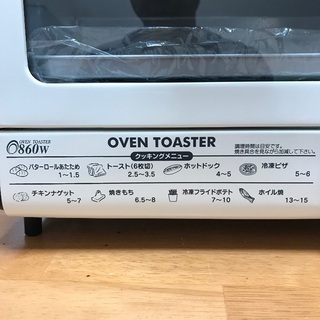 OVEN TOASTER
860W
OVEN TOASTER
クッキングメニュー
調理時間は目安です。
焼き具合を見ながら加減して下さい。
バターロールあたため
1〜1.5
トースト(6枚切)
2.5〜3.5
ホットドック
4〜5
冷凍ピザ
5〜6
チキンナゲット
5〜7
焼きもち
6.5〜8
冷凍フライドポテト
7〜10
ホイル焼
13〜15